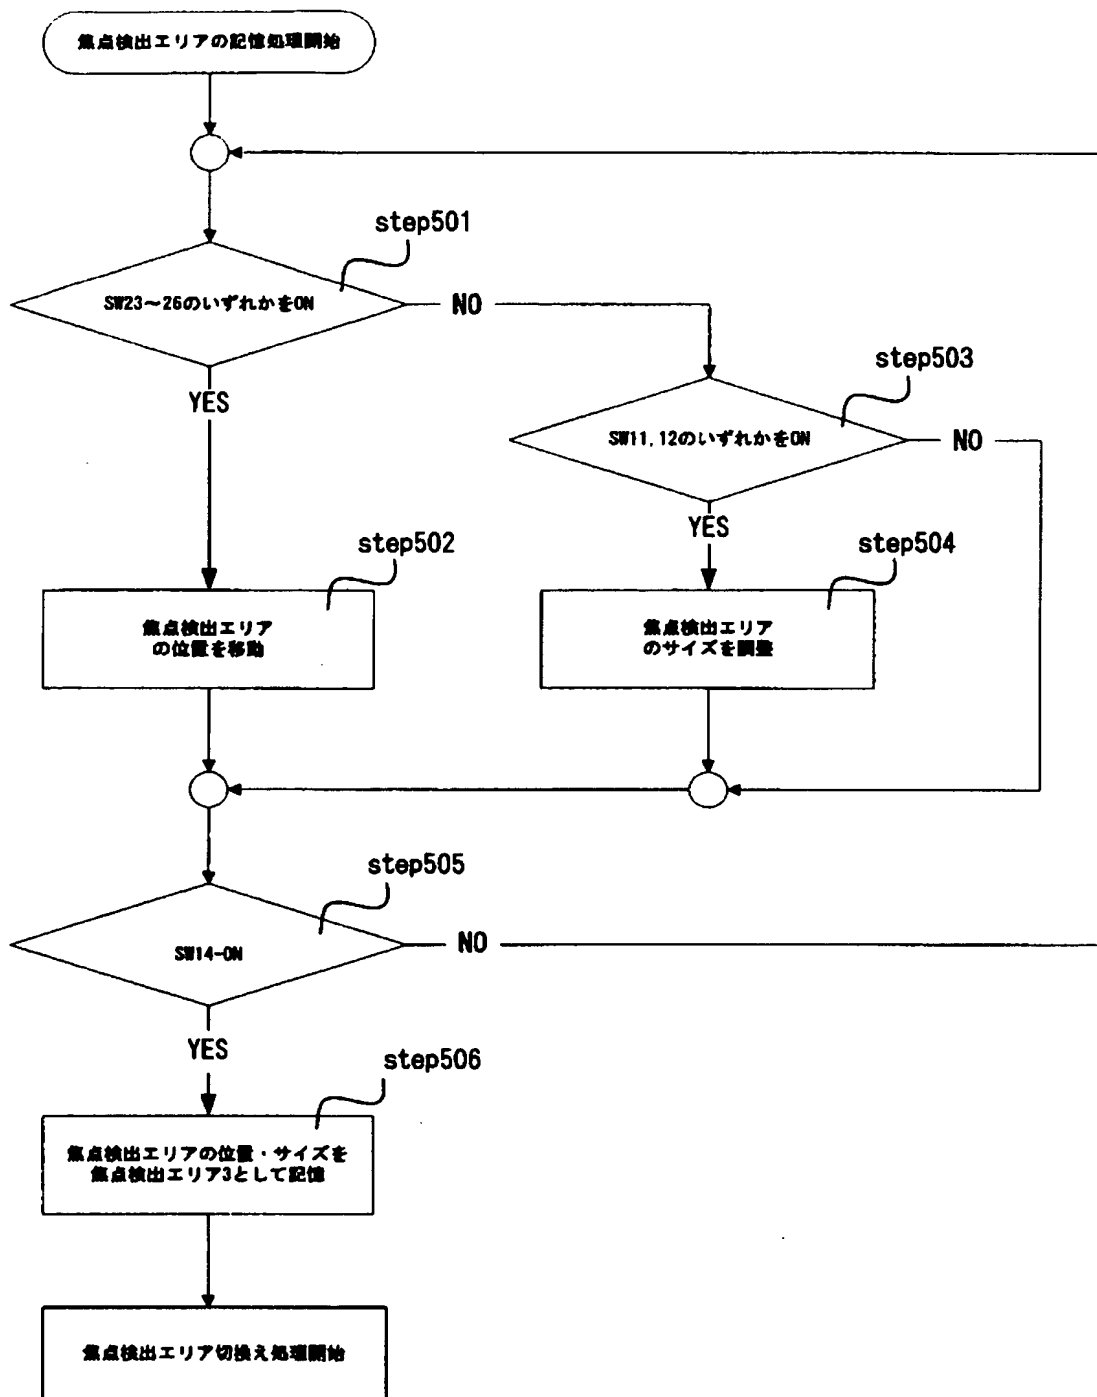 焦点検出エリアの記憶処理開始
step501
SW23～26のいずれかをON
NO
YES
step503
SW11,12のいずれかをON
NO
YES
step502
焦点検出エリア
の位置を移動
step504
焦点検出エリア
のサイズを調整
step505
SW14-ON
NO
YES
step506
焦点検出エリアの位置・サイズを
焦点検出エリア3として記憶
焦点検出エリア切換え処理開始